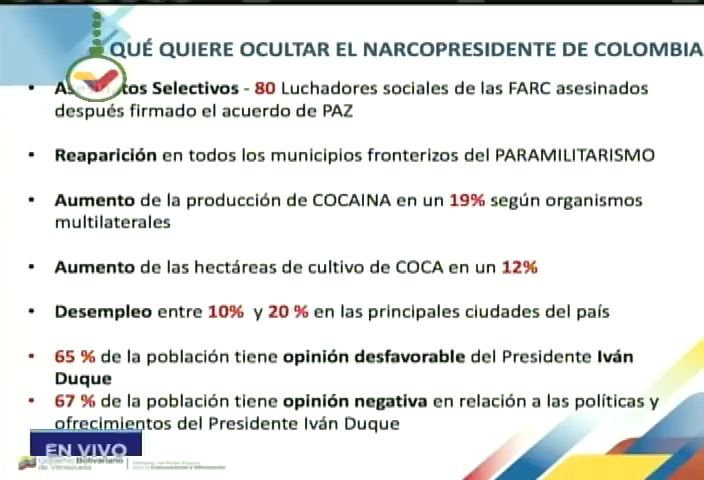 QUÉ QUIERE OCULTAR EL NARCOPRESIDENTE DE COLOMBIA
Selectivos - 80 Luchadores sociales de las FARC asesinados
después firmado el acuerdo de PAZ
• Reaparición en todos los municipios fronterizos del PARAMILITARISMO
• Aumento de la producción de COCAINA en un 19% según organismos
multilaterales
• Aumento de las hectáreas de cultivo de COCA en un 12%
• Desempleo entre 10% y 20 % en las principales ciudades del país
• 65 % de la población tiene opinión desfavorable del Presidente Iván
Duque
• 67 % de la población tiene opinión negativa en relación a las políticas y
ofrecimientos del Presidente Iván Duque
EN VIVO
Gobierno Bolivariano
de Venezuela